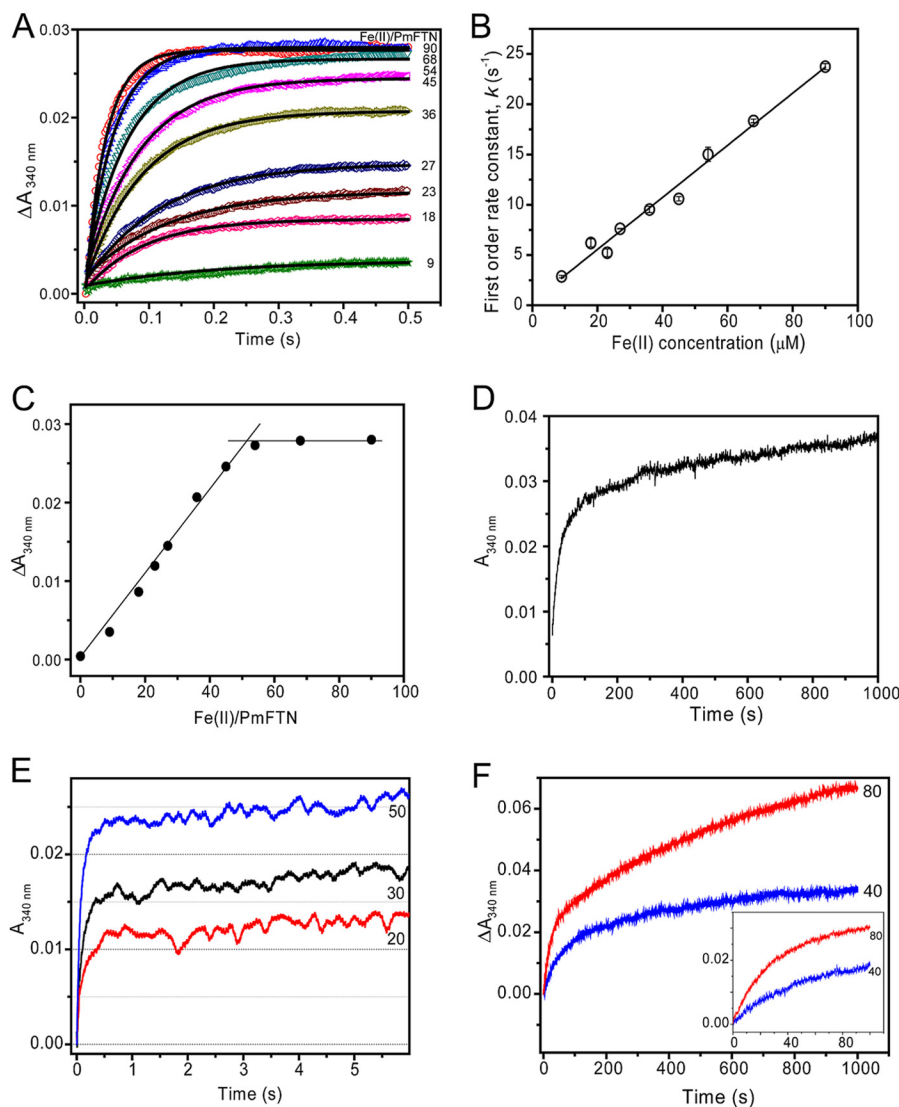 A
ΔA340 nm
0.03
0.02
0.01
0.00
Fe(II)/PmFTN
90
68
54
45
36
27
23
18
9
0.0 0.1 0.2 0.3 0.4 0.5
Time (s)
B
First order rate constant, k (s-1)
25
20
15
10
5
0
0 20 40 60 80 100
Fe(II) concentration (μM)
C
ΔA340 nm
0.03
0.02
0.01
0.00
0 20 40 60 80 100
Fe(II)/PmFTN
D
A340 nm
0.04
0.03
0.02
0.01
0.00
0 200 400 600 800 1000
Time (s)
E
A340 nm
0.02
0.01
0.00
50
30
20
0 1 2 3 4 5
Time (s)
F
ΔA340 nm
0.06
0.04
0.02
0.00
80
40
0.02
0.00
80
40
0 20 40 60 80 100
0 200 400 600 800 1000
Time (s)